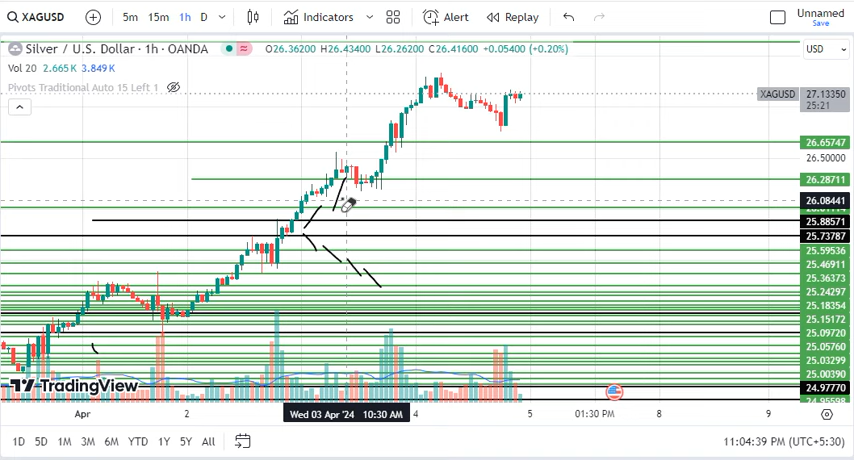 XAGUSD 5m 15m 1h D Indicators Alert Replay Unnamed
Save
Silver / U.S. Dollar · 1h · OANDA O26.36200 H26.43400 L26.26200 C26.41600 +0.05400 (+0.20%) USD
Vol 20 2.665 K 3.849 K
Pivots Traditional Auto 15 Left 1
XAGUSD 27.13350
25:21
26.65747
26.50000
26.28711
26.08441
25.88571
25.73787
25.59536
25.46911
25.36373
25.24297
25.18354
25.15172
25.09720
25.05760
25.03299
25.00390
24.97770
24.95598
TradingView
Apr 2 Wed 03 Apr '24 10:30 AM 4 5 01:30 PM 8 9
1D 5D 1M 3M 6M YTD 1Y 5Y All 11:04:39 PM (UTC+5:30)